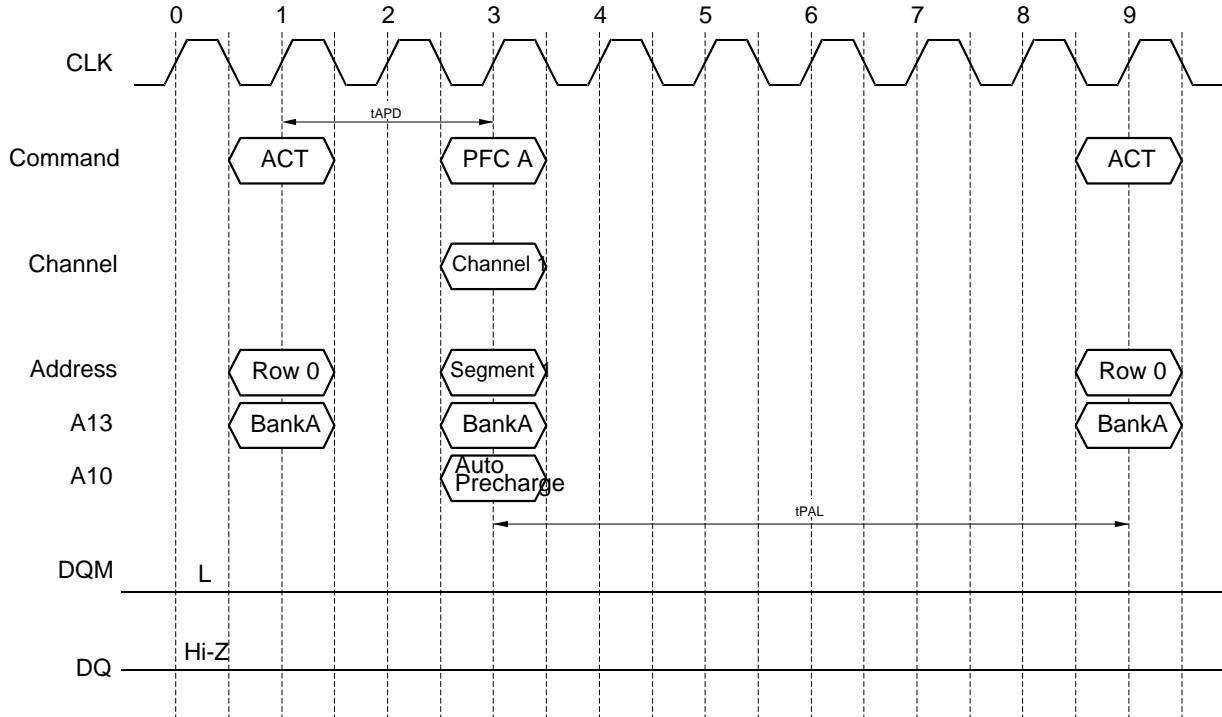 0 1 2 3 4 5 6 7 8 9
CLK
tAPD
Command ACT PFC A ACT
Channel Channel 1
Address Row 0 Segment 1 Row 0
A13 BankA BankA BankA
A10 Auto
Precharge
tPAL
DQM L
DQ Hi-Z